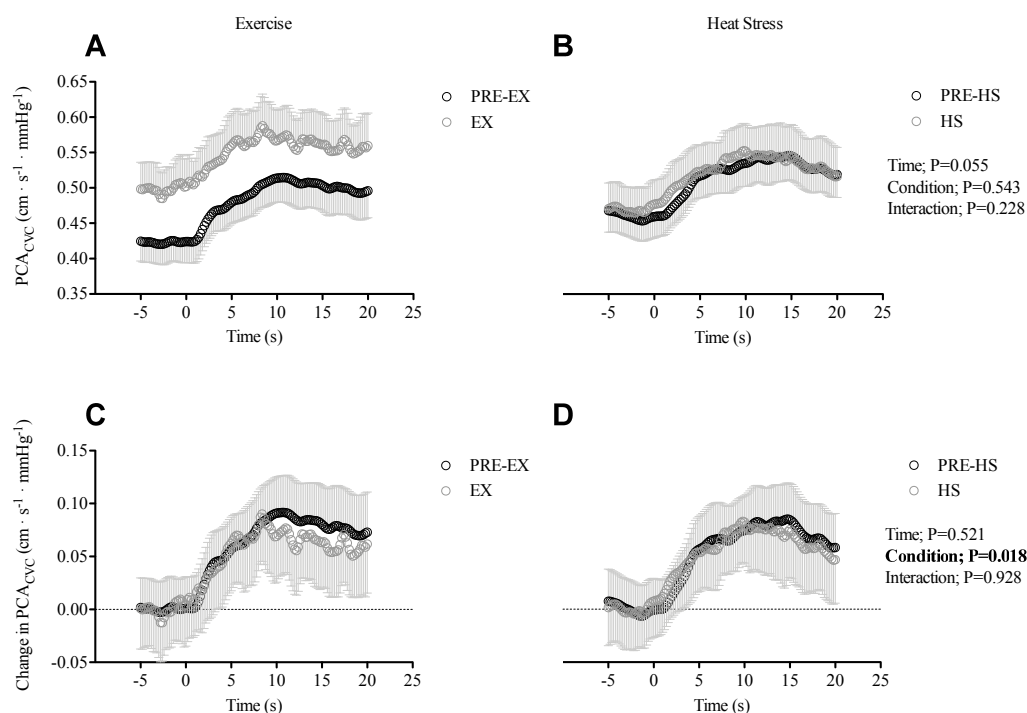 Exercise
Heat Stress
A
B
PCA_CVC (cm · s⁻¹ · mmHg⁻¹)
0.65
0.60
0.55
0.50
0.45
0.40
0.35
-5 0 5 10 15 20 25
Time (s)
PRE-EX
EX
-5 0 5 10 15 20 25
Time (s)
PRE-HS
HS
Time; P=0.055
Condition; P=0.543
Interaction; P=0.228
C
D
Change in PCA_CVC (cm · s⁻¹ · mmHg⁻¹)
0.15
0.10
0.05
0.00
-0.05
-5 0 5 10 15 20 25
Time (s)
PRE-EX
EX
-5 0 5 10 15 20 25
Time (s)
PRE-HS
HS
Time; P=0.521
Condition; P=0.018
Interaction; P=0.928